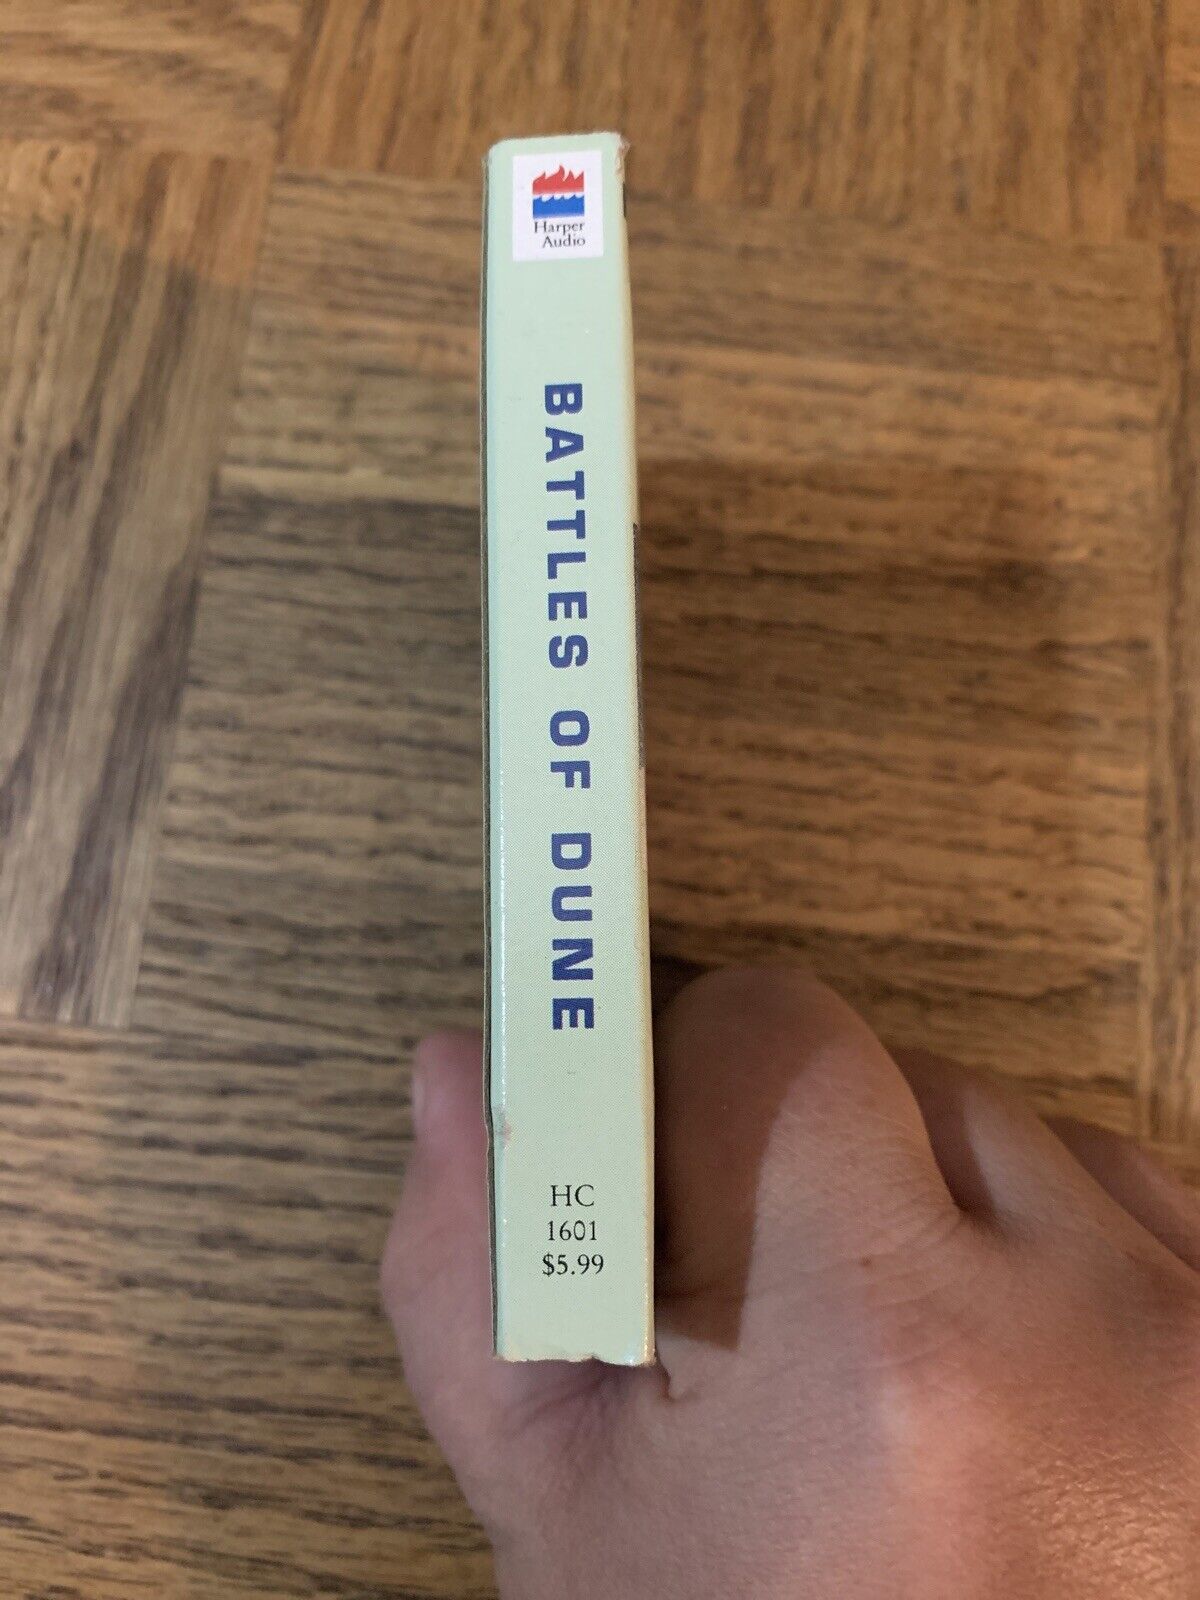 Harper
Audio
BATTLES OF DUNE
HC
1601
$5.99